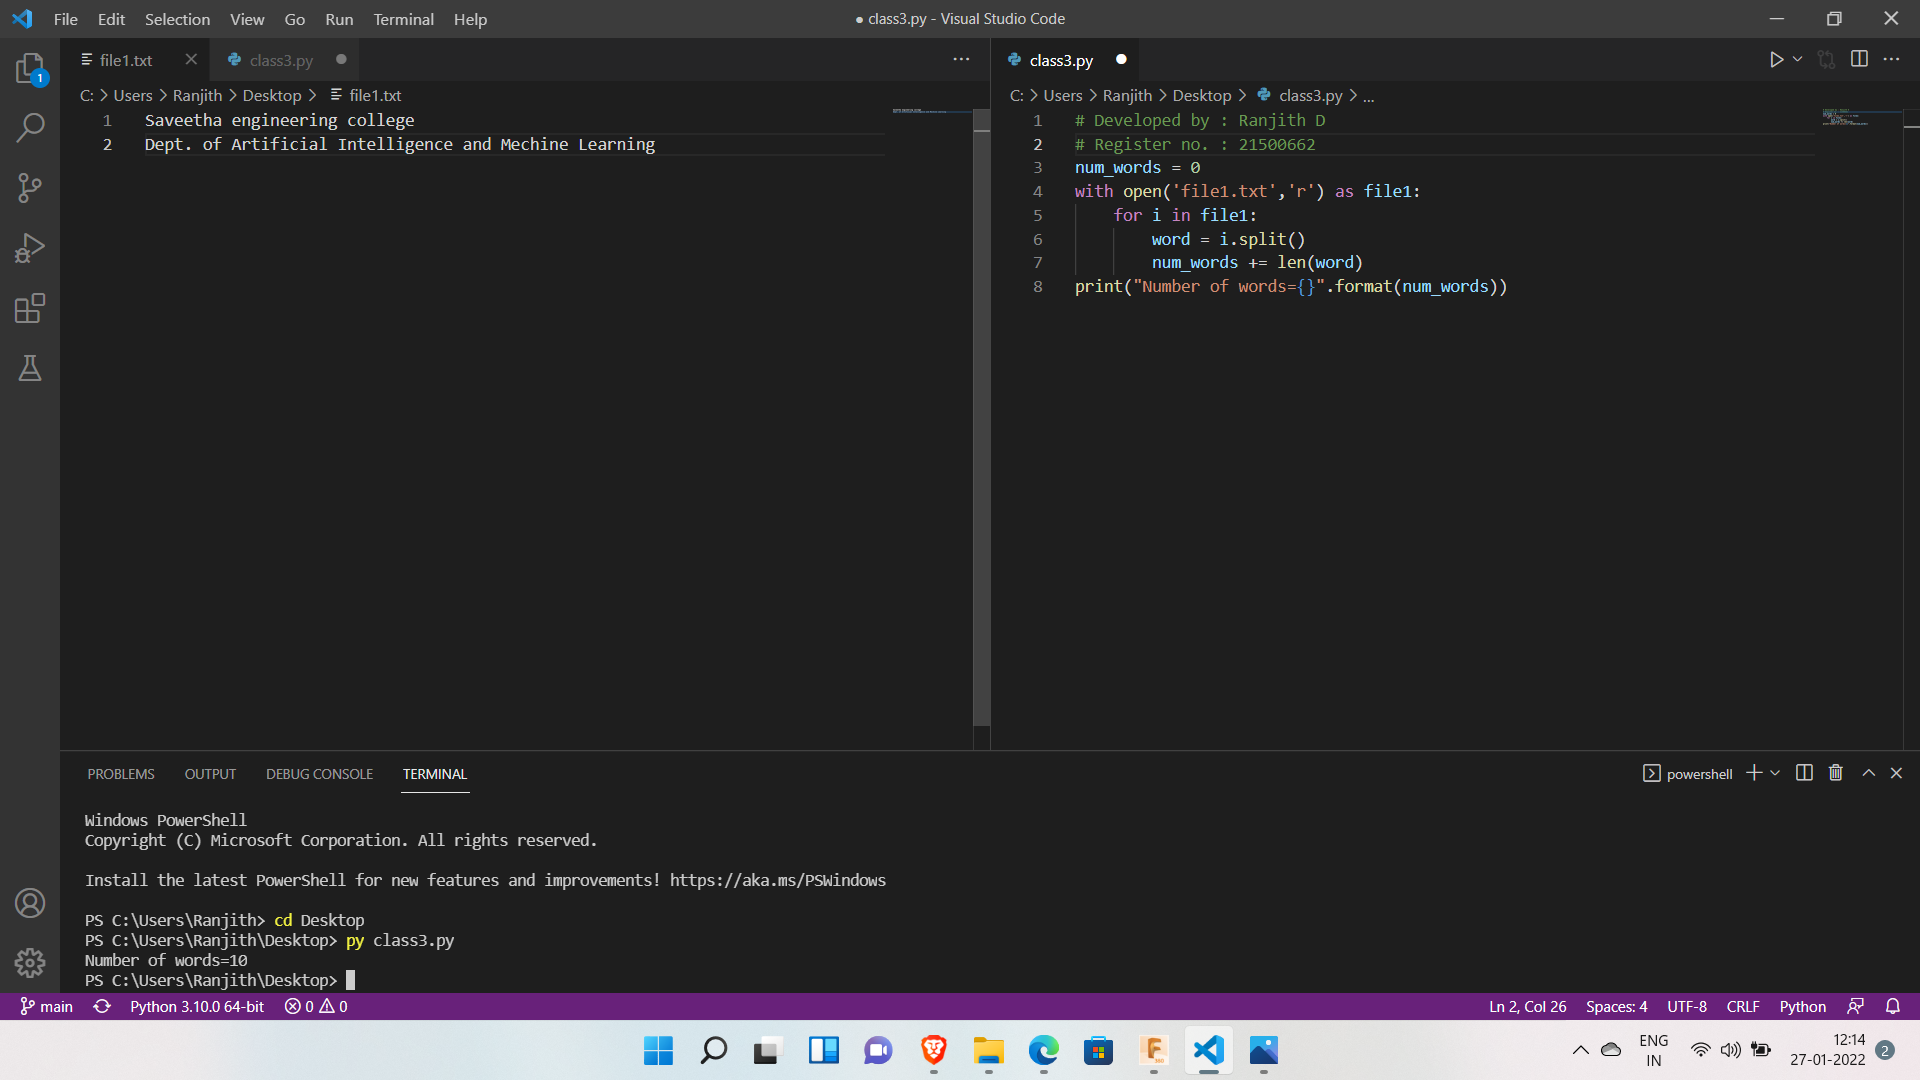 File Edit Selection View Go Run Terminal Help
● class3.py - Visual Studio Code
file1.txt class3.py
C: > Users > Ranjith > Desktop > file1.txt
1 Saveetha engineering college
2 Dept. of Artificial Intelligence and Mechine Learning
class3.py
C: > Users > Ranjith > Desktop > class3.py > ...
1 # Developed by : Ranjith D
2 # Register no. : 21500662
3 num_words = 0
4 with open('file1.txt','r') as file1:
5     for i in file1:
6         word = i.split()
7         num_words += len(word)
8 print("Number of words={}".format(num_words))
PROBLEMS OUTPUT DEBUG CONSOLE TERMINAL
powershell
Windows PowerShell
Copyright (C) Microsoft Corporation. All rights reserved.
Install the latest PowerShell for new features and improvements! https://aka.ms/PSWindows
PS C:\Users\Ranjith> cd Desktop
PS C:\Users\Ranjith\Desktop> py class3.py
Number of words=10
PS C:\Users\Ranjith\Desktop>
1
main Python 3.10.0 64-bit 0 0
Ln 2, Col 26 Spaces: 4 UTF-8 CRLF Python
ENG
IN
12:14
27-01-2022
2